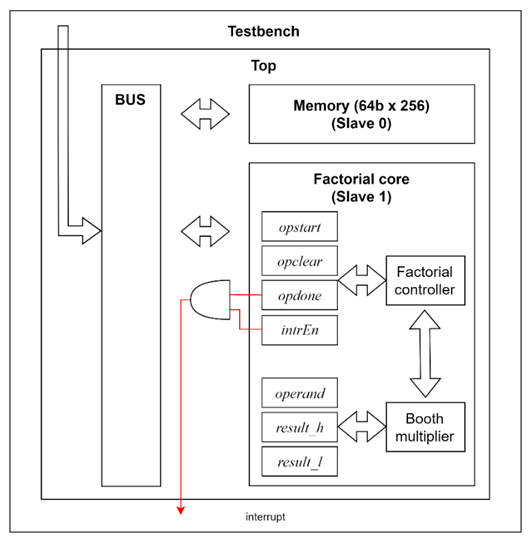 Testbench
Top
BUS
Memory (64b x 256)
(Slave 0)
Factorial core
(Slave 1)
opstart
opclear
opdone
intrEn
Factorial
controller
operand
result_h
result_l
Booth
multiplier
interrupt